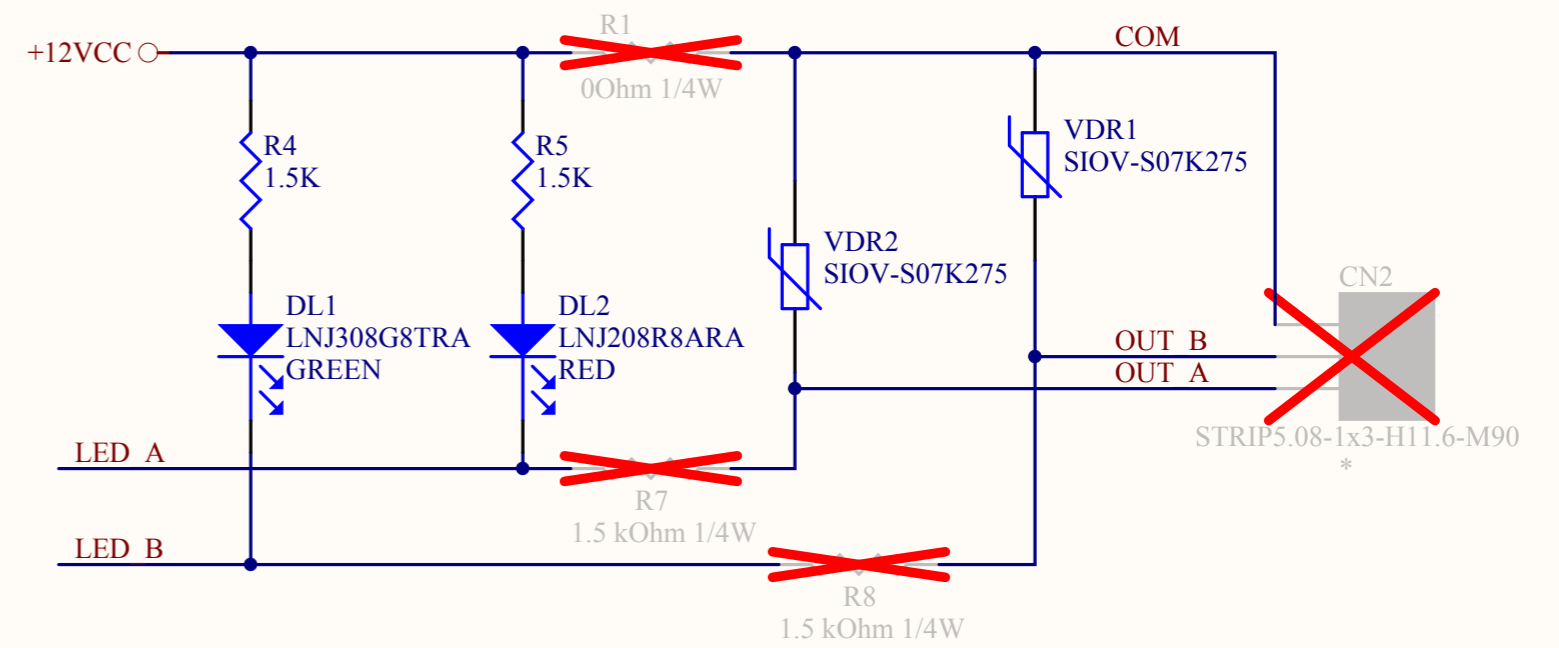 R1
+12VCC
COM
0Ohm 1/4W
R4
1.5K
R5
1.5K
VDR1
SIOV-S07K275
VDR2
SIOV-S07K275
CN2
DL1
LNJ308G8TRA
GREEN
DL2
LNJ208R8ARA
RED
OUT_B
OUT_A
STRIP5.08-1x3-H11.6-M90
*
LED_A
R7
1.5 kOhm 1/4W
LED_B
R8
1.5 kOhm 1/4W